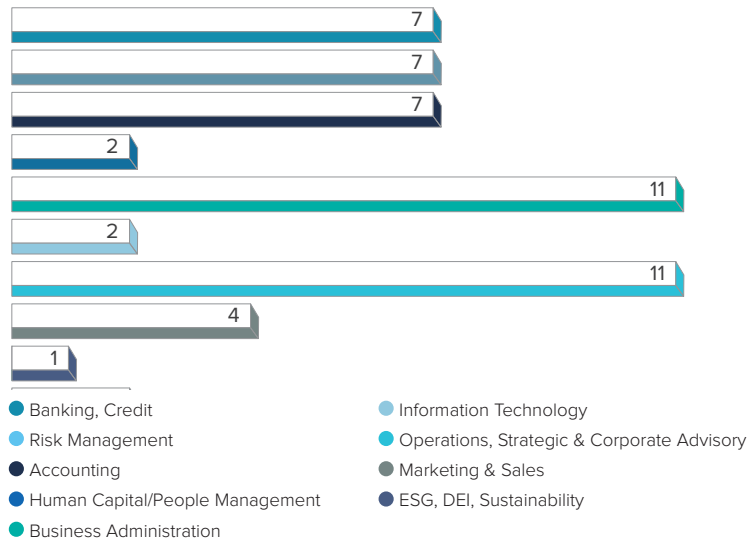 7
7
7
2
11
2
11
4
1
Banking, Credit
Risk Management
Accounting
Human Capital/People Management
Business Administration
Information Technology
Operations, Strategic & Corporate Advisory
Marketing & Sales
ESG, DEI, Sustainability